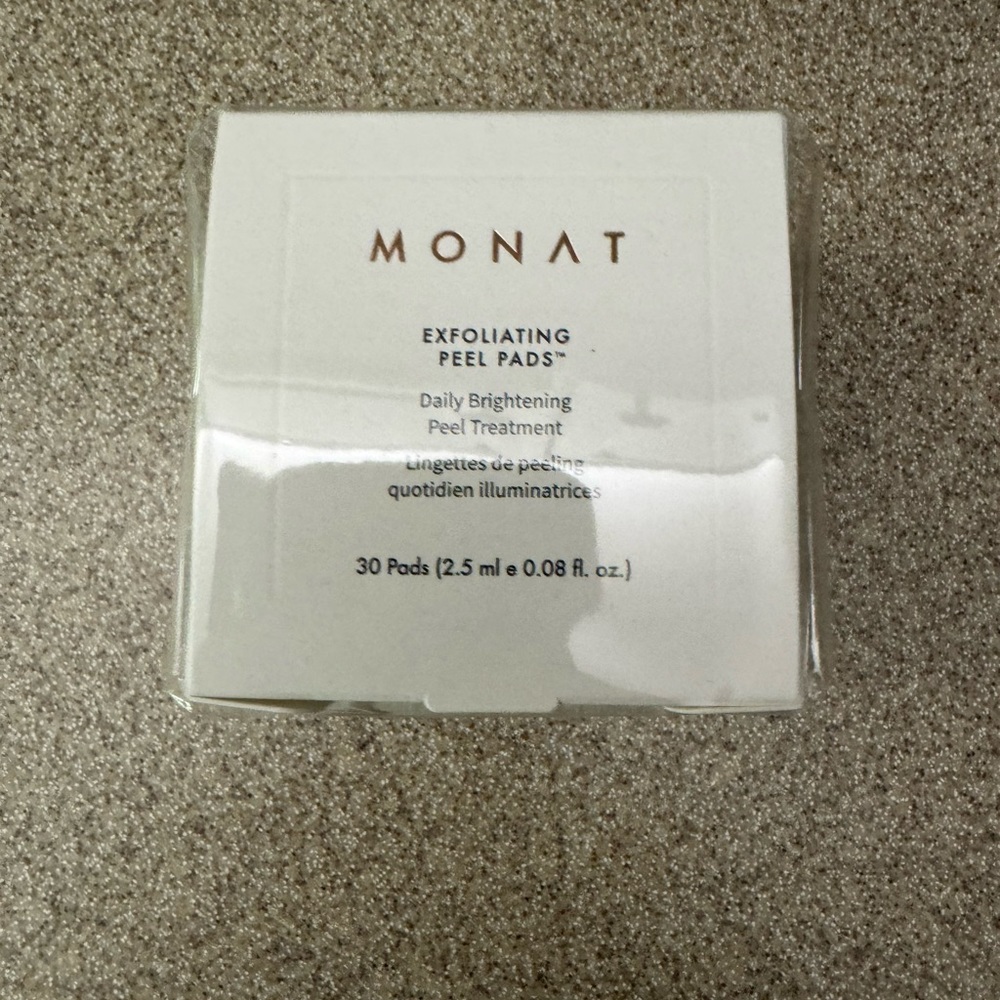 MONAT
EXFOLIATING
PEEL PADS™
Daily Brightening
Peel Treatment
Lingettes de peeling
quotidien illuminatrices
30 Pads (2.5 ml e 0.08 fl. oz.)